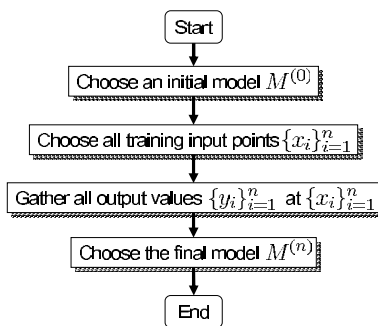 Start
Choose an initial model $M^{(0)}$
Choose all training input points $\{x_i\}_{i=1}^{n}$
Gather all output values $\{y_i\}_{i=1}^{n}$ at $\{x_i\}_{i=1}^{n}$
Choose the final model $M^{(n)}$
End